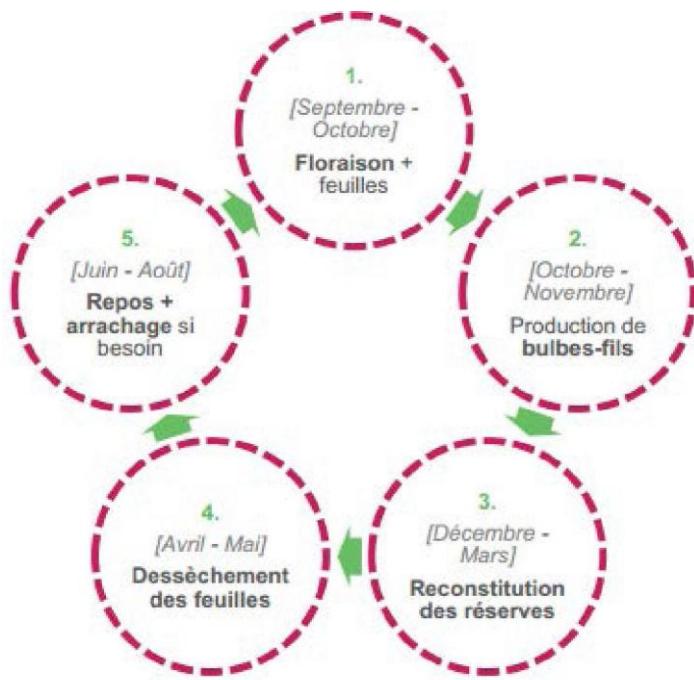 1.
[Septembre -
Octobre]
Floraison +
feuilles
2.
[Octobre -
Novembre]
Production de
bulbes-fils
3.
[Décembre -
Mars]
Reconstitution
des réserves
4.
[Avril - Mai]
Dessèchement
des feuilles
5.
[Juin - Août]
Repos +
arrachage si
besoin